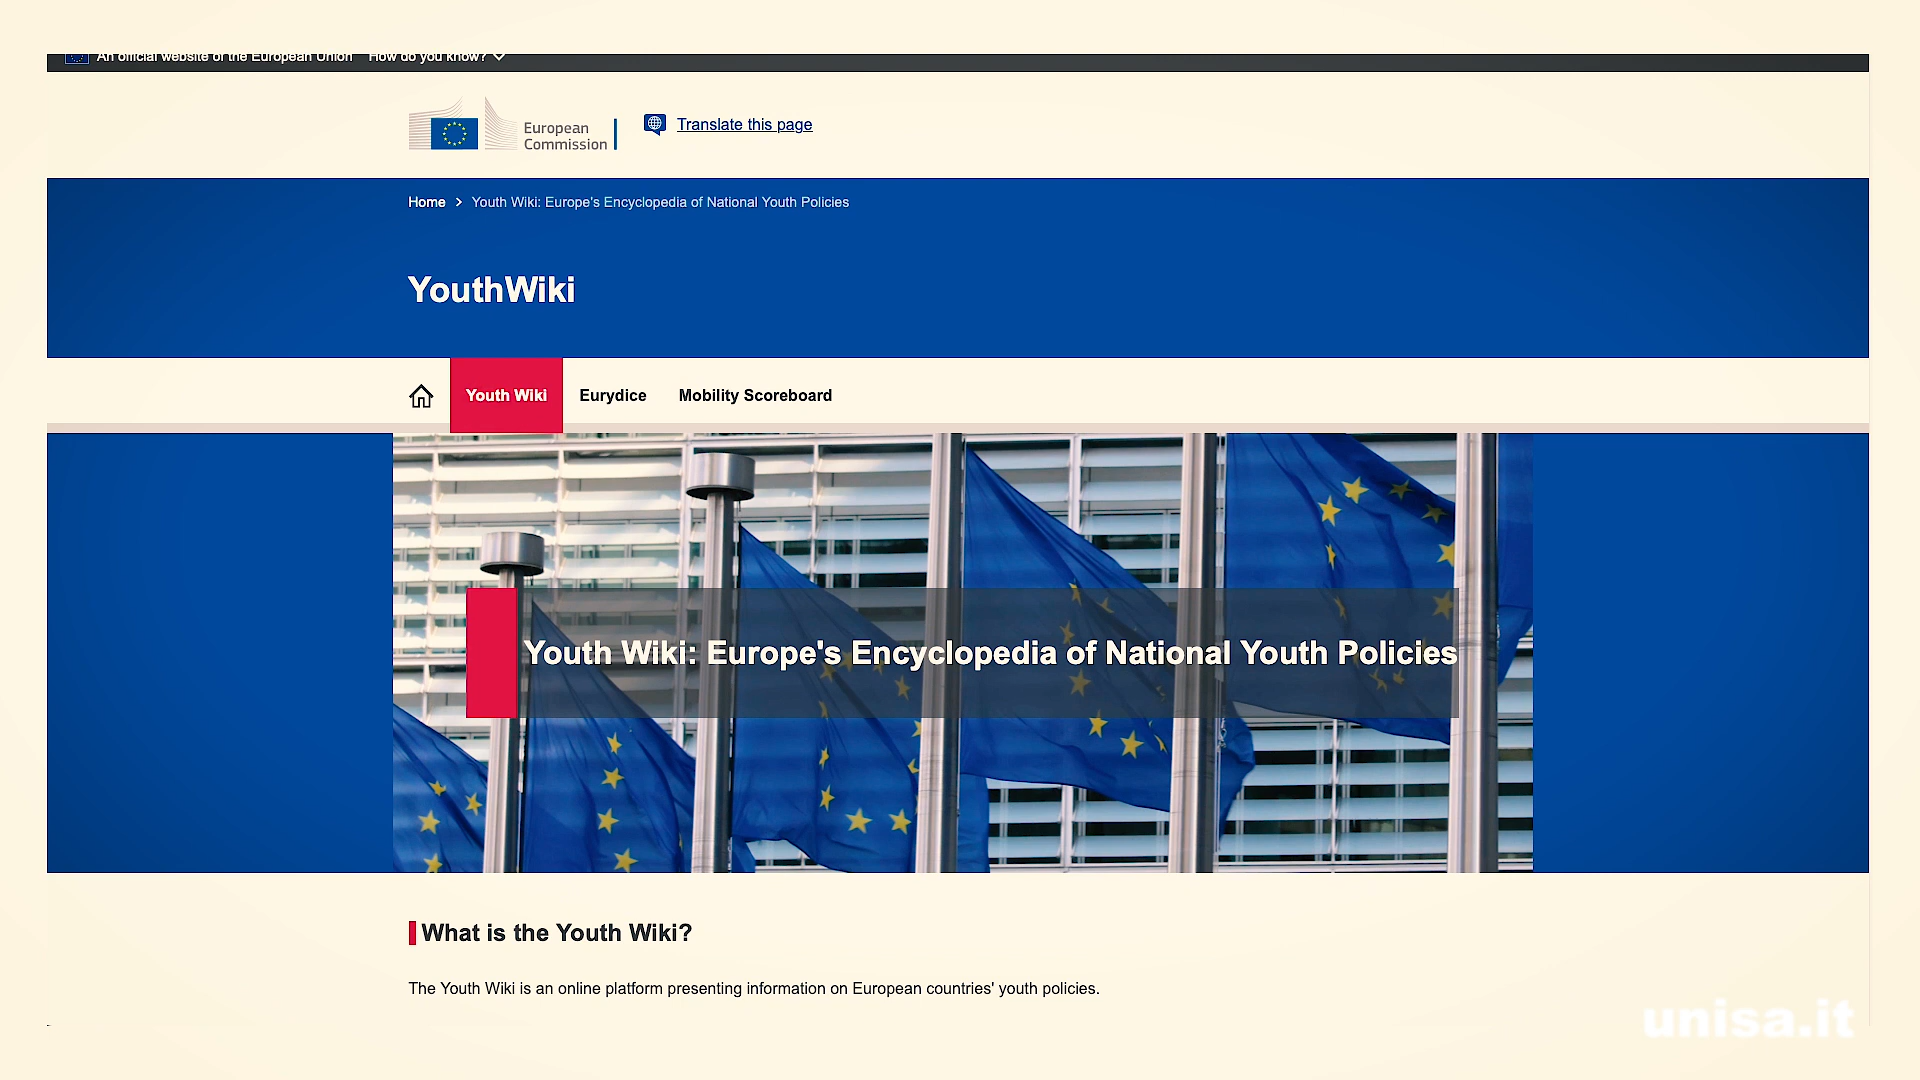 An official website of the European Union How do you know?
European
Commission
Translate this page
Home > Youth Wiki: Europe's Encyclopedia of National Youth Policies
YouthWiki
Youth Wiki Eurydice Mobility Scoreboard
Youth Wiki: Europe's Encyclopedia of National Youth Policies
What is the Youth Wiki?
The Youth Wiki is an online platform presenting information on European countries' youth policies.
unisa.it